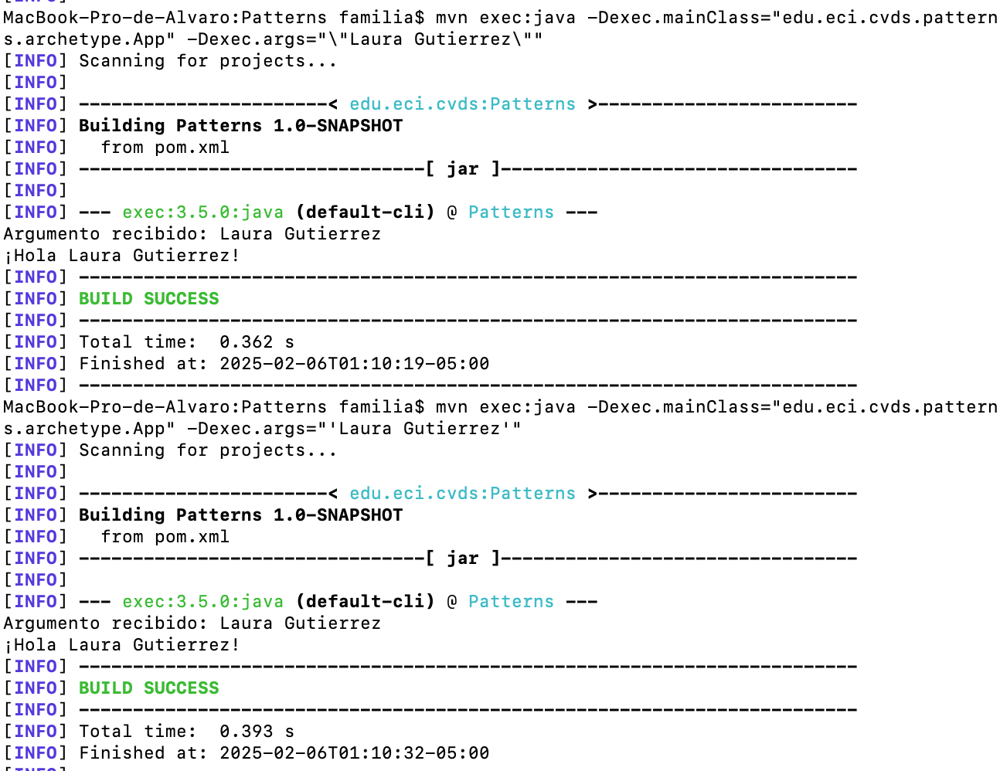 [INFO]
MacBook-Pro-de-Alvaro:Patterns familia$ mvn exec:java -Dexec.mainClass="edu.eci.cvds.pattern
s.archetype.App" -Dexec.args="\"Laura Gutierrez\""
[INFO] Scanning for projects...
[INFO]
[INFO] -----------------------< edu.eci.cvds:Patterns >------------------------
[INFO] Building Patterns 1.0-SNAPSHOT
[INFO]   from pom.xml
[INFO] --------------------------------[ jar ]---------------------------------
[INFO]
[INFO] --- exec:3.5.0:java (default-cli) @ Patterns ---
Argumento recibido: Laura Gutierrez
¡Hola Laura Gutierrez!
[INFO] ------------------------------------------------------------------------
[INFO] BUILD SUCCESS
[INFO] ------------------------------------------------------------------------
[INFO] Total time:  0.362 s
[INFO] Finished at: 2025-02-06T01:10:19-05:00
[INFO] ------------------------------------------------------------------------
MacBook-Pro-de-Alvaro:Patterns familia$ mvn exec:java -Dexec.mainClass="edu.eci.cvds.pattern
s.archetype.App" -Dexec.args="'Laura Gutierrez'"
[INFO] Scanning for projects...
[INFO]
[INFO] -----------------------< edu.eci.cvds:Patterns >------------------------
[INFO] Building Patterns 1.0-SNAPSHOT
[INFO]   from pom.xml
[INFO] --------------------------------[ jar ]---------------------------------
[INFO]
[INFO] --- exec:3.5.0:java (default-cli) @ Patterns ---
Argumento recibido: Laura Gutierrez
¡Hola Laura Gutierrez!
[INFO] ------------------------------------------------------------------------
[INFO] BUILD SUCCESS
[INFO] ------------------------------------------------------------------------
[INFO] Total time:  0.393 s
[INFO] Finished at: 2025-02-06T01:10:32-05:00